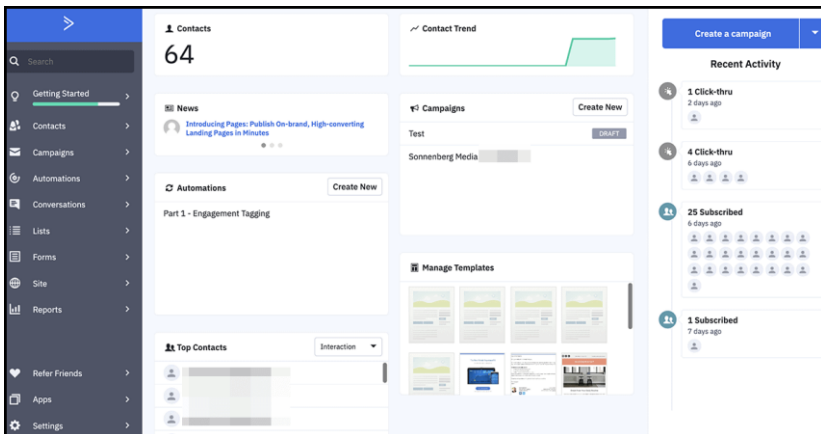 Search
Getting Started
Contacts
Campaigns
Automations
Conversations
Lists
Forms
Site
Reports
Refer Friends
Apps
Settings
Contacts
64
News
Introducing Pages: Publish On-brand, High-converting
Landing Pages in Minutes
Automations
Create New
Part 1 - Engagement Tagging
Top Contacts
Interaction
Contact Trend
Campaigns
Create New
Test
DRAFT
Sonnenberg Media
Manage Templates
Create a campaign
Recent Activity
1 Click-thru
2 days ago
4 Click-thru
6 days ago
25 Subscribed
6 days ago
1 Subscribed
7 days ago